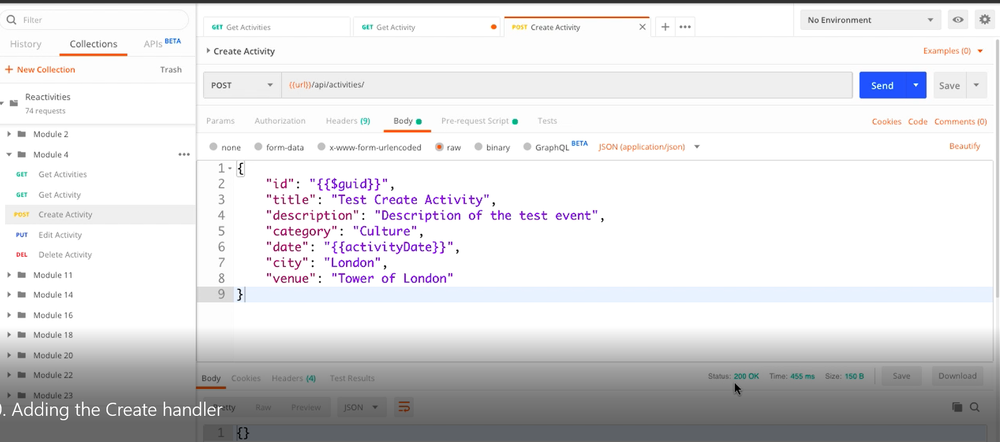 Filter
History Collections APIs BETA
+ New Collection Trash
Reactivities
74 requests
Module 2
Module 4
GET Get Activities
GET Get Activity
POST Create Activity
PUT Edit Activity
DEL Delete Activity
Module 11
Module 14
Module 16
Module 18
Module 20
Module 22
Module 23
GET Get Activities GET Get Activity POST Create Activity
No Environment
Create Activity Examples (0)
POST {{url}}/api/activities/ Send Save
Params Authorization Headers (9) Body Pre-request Script Tests Cookies Code Comments (0)
none form-data x-www-form-urlencoded raw binary GraphQL BETA JSON (application/json) Beautify
1 {
2 "id": "{{$guid}}",
3 "title": "Test Create Activity",
4 "description": "Description of the test event",
5 "category": "Culture",
6 "date": "{{activityDate}}",
7 "city": "London",
8 "venue": "Tower of London"
9 }
Body Cookies Headers (4) Test Results Status: 200 OK Time: 455 ms Size: 150 B Save Download
Pretty Raw Preview JSON
1 {}
. Adding the Create handler